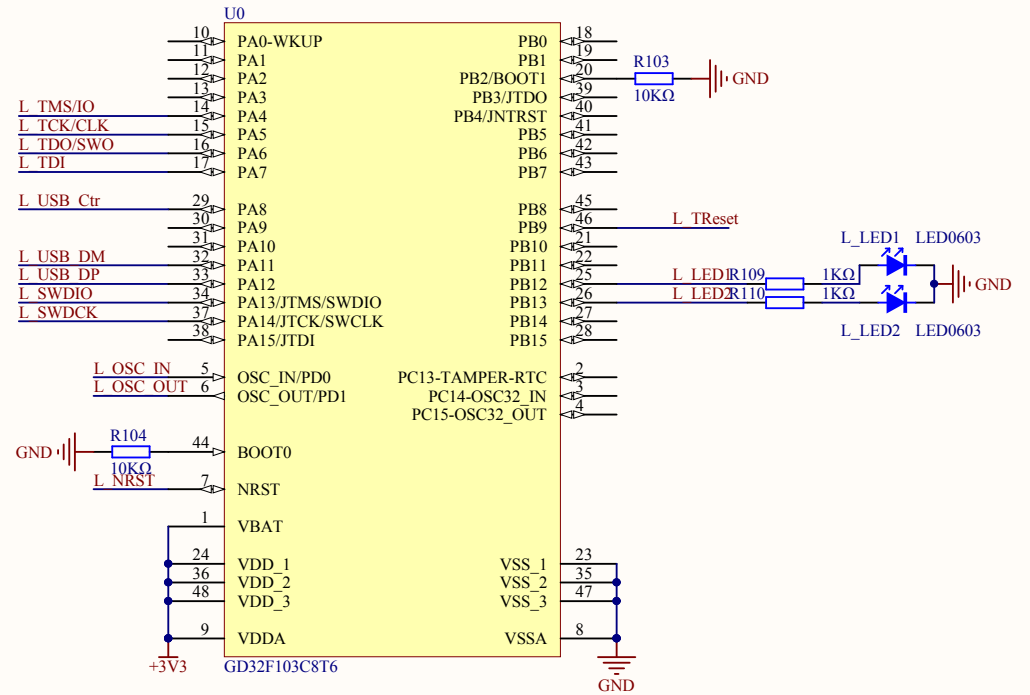 U0
10 PA0-WKUP PB0 18
11 PA1 PB1 19
12 PA2 PB2/BOOT1 20 R103 10KΩ GND
13 PA3 PB3/JTDO 39
L_TMS/IO 14 PA4 PB4/JNTRST 40
L_TCK/CLK 15 PA5 PB5 41
L_TDO/SWO 16 PA6 PB6 42
L_TDI 17 PA7 PB7 43
L_USB_Ctr 29 PA8 PB8 45
30 PA9 PB9 46 L_TReset
31 PA10 PB10 21
L_USB_DM 32 PA11 PB11 22
L_LED1 LED0603
L_USB_DP 33 PA12 PB12 25 L_LED1 R109 1KΩ GND
L_SWDIO 34 PA13/JTMS/SWDIO PB13 26 L_LED2 R110 1KΩ
L_SWDCK 37 PA14/JTCK/SWCLK PB14 27
L_LED2 LED0603
38 PA15/JTDI PB15 28
L_OSC_IN 5 OSC_IN/PD0 PC13-TAMPER-RTC 2
L_OSC_OUT 6 OSC_OUT/PD1 PC14-OSC32_IN 3
PC15-OSC32_OUT 4
R104
GND 44 BOOT0
10KΩ
L_NRST 7 NRST
1 VBAT
24 VDD_1 VSS_1 23
36 VDD_2 VSS_2 35
48 VDD_3 VSS_3 47
9 VDDA VSSA 8
+3V3 GD32F103C8T6
GND